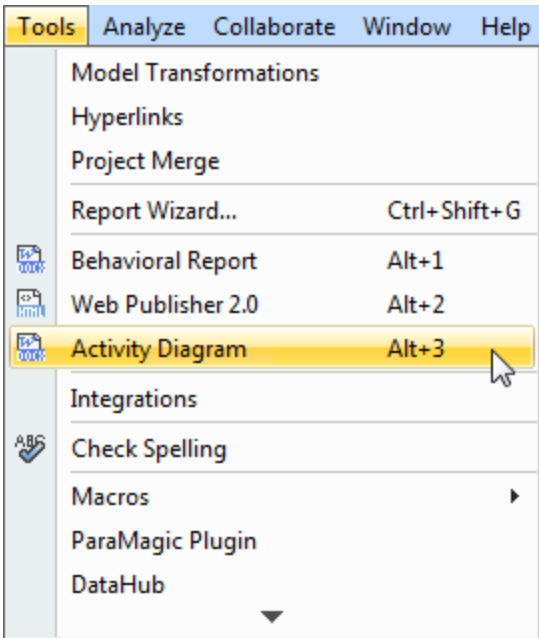 Tools Analyze Collaborate Window Help
Model Transformations
Hyperlinks
Project Merge
Report Wizard... Ctrl+Shift+G
Behavioral Report Alt+1
Web Publisher 2.0 Alt+2
Activity Diagram Alt+3
Integrations
ABC Check Spelling
Macros
ParaMagic Plugin
DataHub